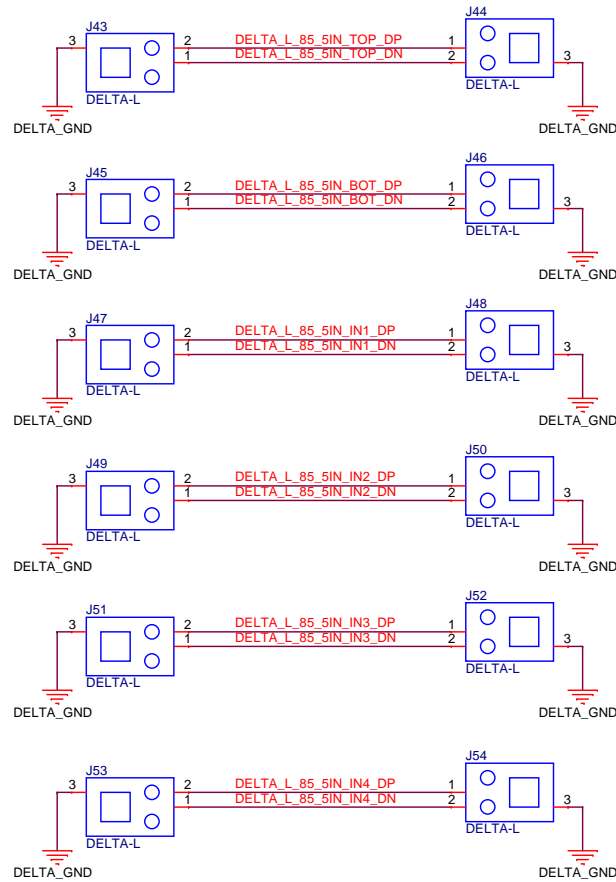 J43 J44
3 2 DELTA_L_85_5IN_TOP_DP 1
1 DELTA_L_85_5IN_TOP_DN 2 3
DELTA-L DELTA-L
DELTA_GND DELTA_GND
J45 J46
3 2 DELTA_L_85_5IN_BOT_DP 1
1 DELTA_L_85_5IN_BOT_DN 2 3
DELTA-L DELTA-L
DELTA_GND DELTA_GND
J47 J48
3 2 DELTA_L_85_5IN_IN1_DP 1
1 DELTA_L_85_5IN_IN1_DN 2 3
DELTA-L DELTA-L
DELTA_GND DELTA_GND
J49 J50
3 2 DELTA_L_85_5IN_IN2_DP 1
1 DELTA_L_85_5IN_IN2_DN 2 3
DELTA-L DELTA-L
DELTA_GND DELTA_GND
J51 J52
3 2 DELTA_L_85_5IN_IN3_DP 1
1 DELTA_L_85_5IN_IN3_DN 2 3
DELTA-L DELTA-L
DELTA_GND DELTA_GND
J53 J54
3 2 DELTA_L_85_5IN_IN4_DP 1
1 DELTA_L_85_5IN_IN4_DN 2 3
DELTA-L DELTA-L
DELTA_GND DELTA_GND